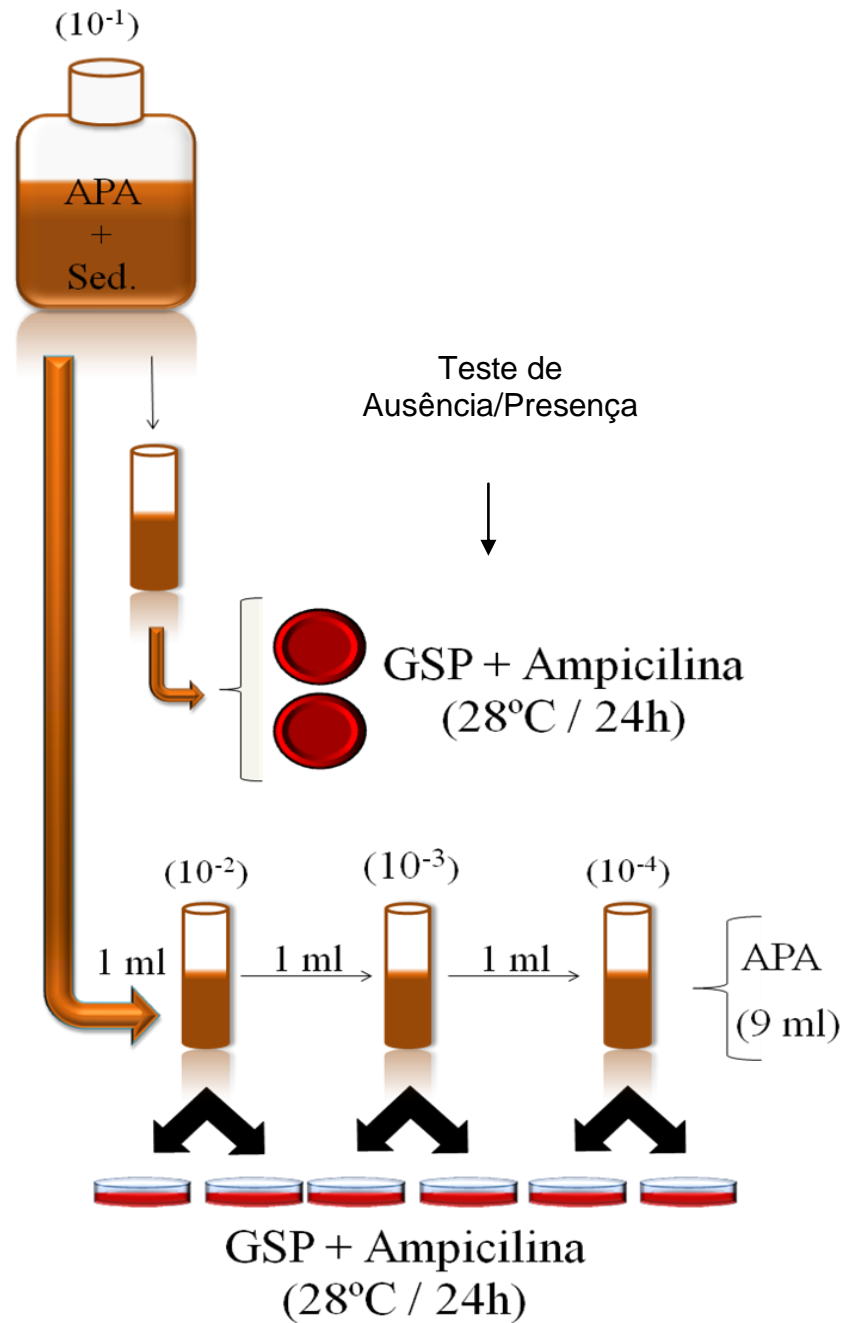 (10⁻¹)
APA
+
Sed.
Teste de
Ausência/Presença
GSP + Ampicilina
(28ºC / 24h)
(10⁻²)
(10⁻³)
(10⁻⁴)
1 ml
1 ml
1 ml
APA
(9 ml)
GSP + Ampicilina
(28ºC / 24h)